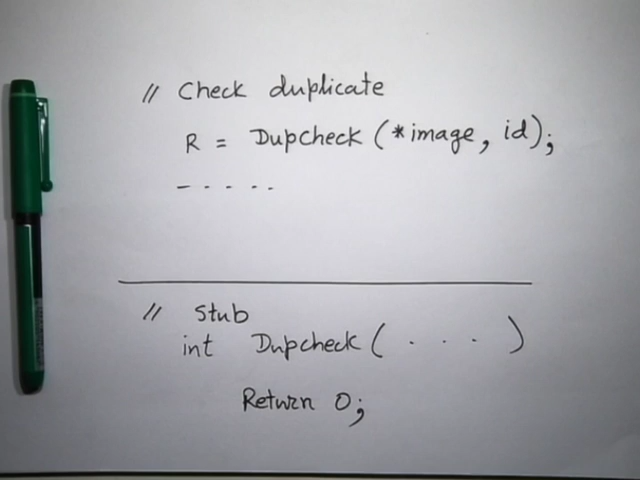 // Check duplicate
R = Dupcheck (*image, id);
- . . . .
// Stub
int Dupcheck ( . . . )
Return 0;